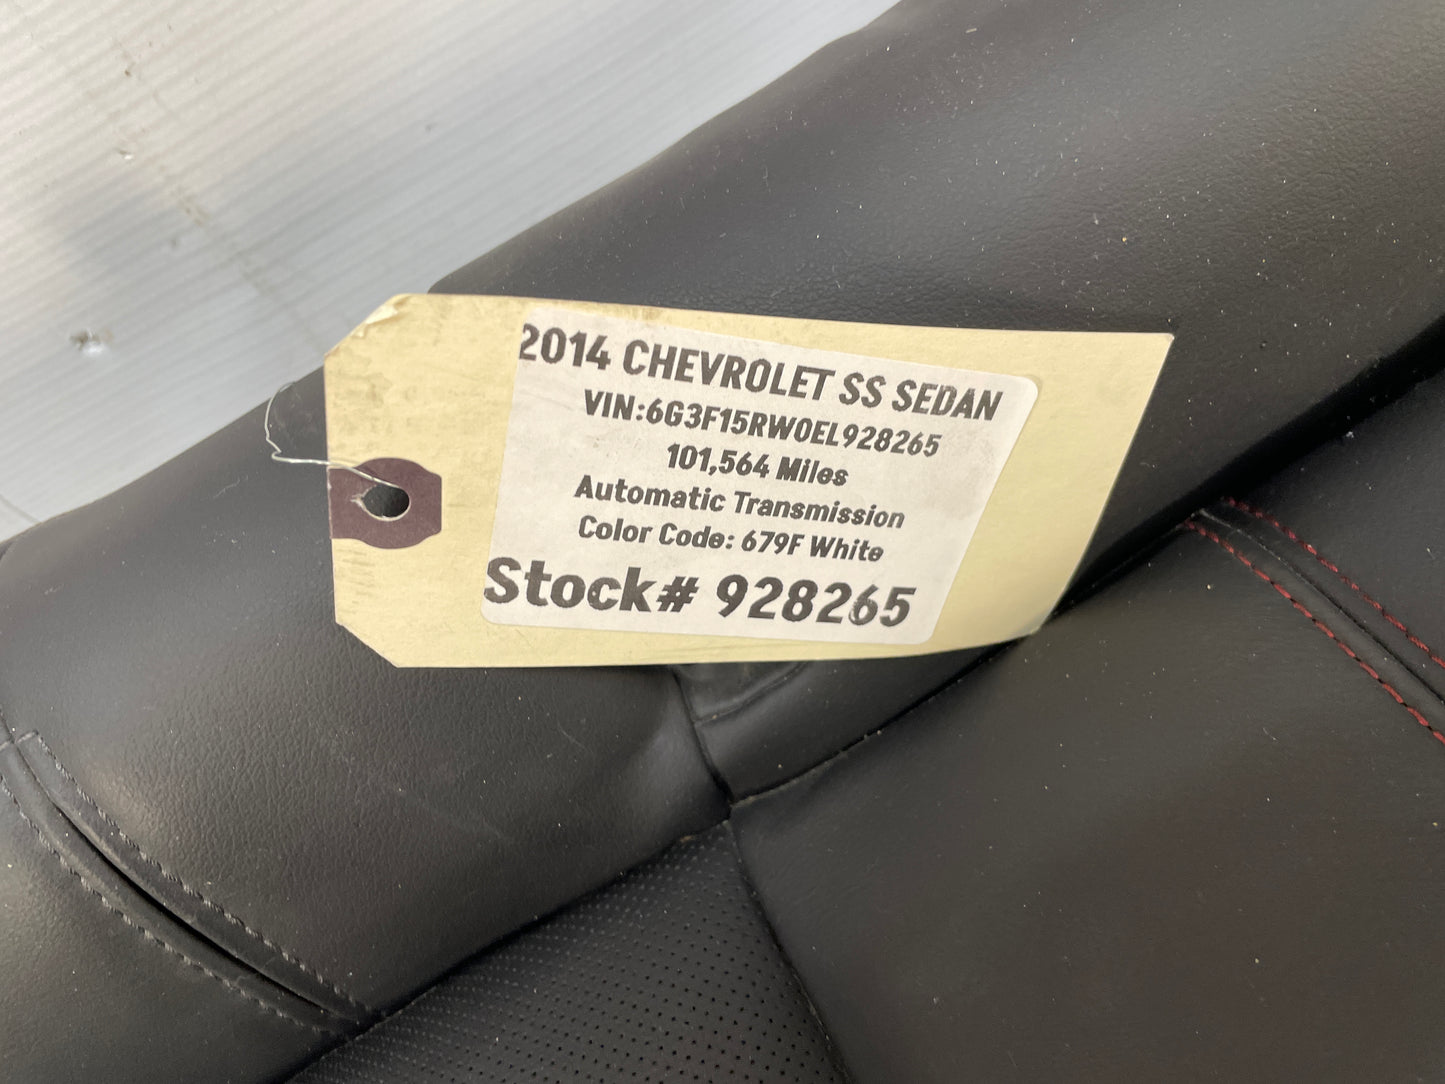 2014 CHEVROLET SS SEDAN
VIN:6G3F15RW0EL928265
101,564 Miles
Automatic Transmission
Color Code: 679F White
Stock# 928265